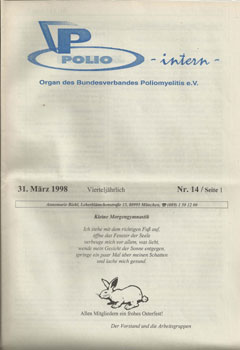 P
POLIO
- intern -
Organ des Bundesverbandes Poliomyelitis e.V.
31. März 1998 Vierteljährlich Nr. 14 / Seite 1
Kleine Morgengymnastik
Ich ziehe mit dem richtigen Fuß auf,
öffne das Fenster der Seele
verbeuge mich vor allem, was liebt,
wende mein Gesicht der Sonne entgegen,
springe ein paar Mal über meinen Schatten
und lache mich gesund.
Allen Mitgliedern ein frohes Osterfest!
Der Vorstand und die Arbeitsgruppen